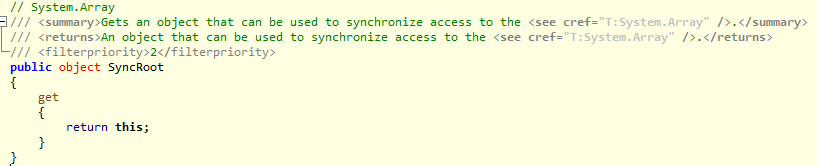 // System.Array
/// <summary>Gets an object that can be used to synchronize access to the <see cref="T:System.Array" />.</summary>
/// <returns>An object that can be used to synchronize access to the <see cref="T:System.Array" />.</returns>
/// <filterpriority>2</filterpriority>
public object SyncRoot
{
    get
    {
        return this;
    }
}